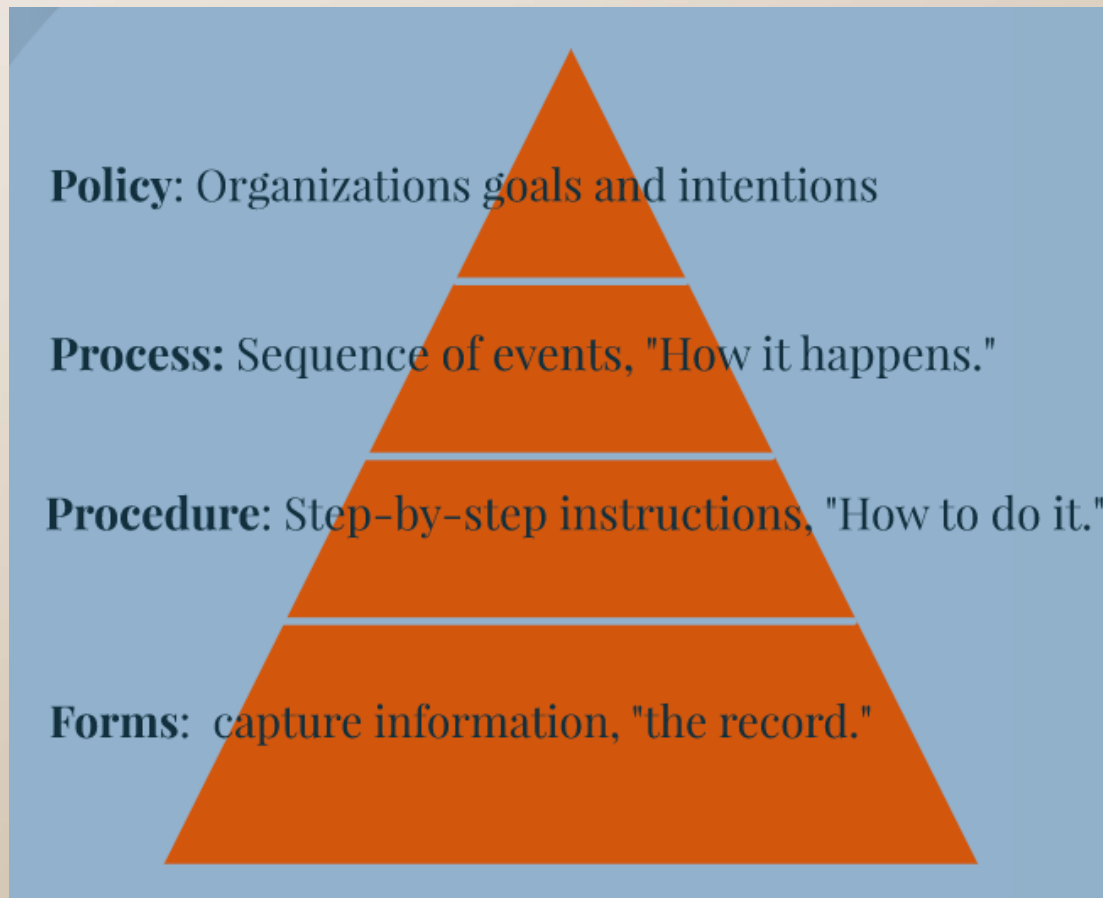 Policy: Organizations goals and intentions
Process: Sequence of events, "How it happens."
Procedure: Step-by-step instructions, "How to do it."
Forms:  capture information, "the record."